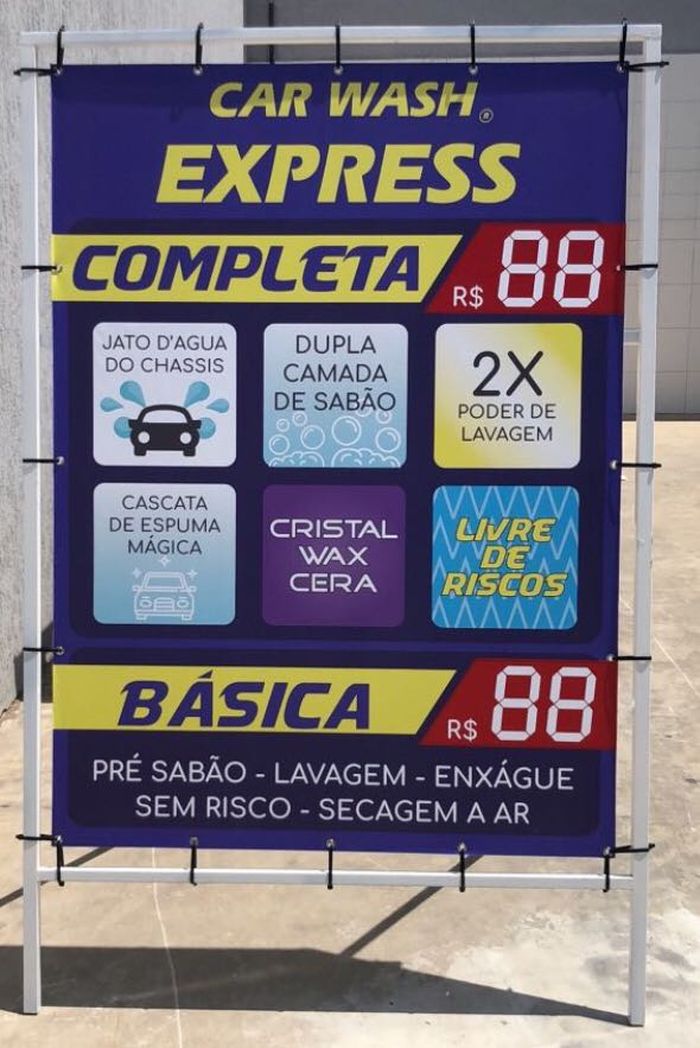 CAR WASH®
EXPRESS
COMPLETA
R$ 88
JATO D'AGUA
DO CHASSIS
DUPLA
CAMADA
DE SABÃO
2X
PODER DE
LAVAGEM
CASCATA
DE ESPUMA
MÁGICA
CRISTAL
WAX
CERA
LIVRE
DE
RISCOS
BÁSICA
R$ 88
PRÉ SABÃO - LAVAGEM - ENXÁGUE
SEM RISCO - SECAGEM A AR